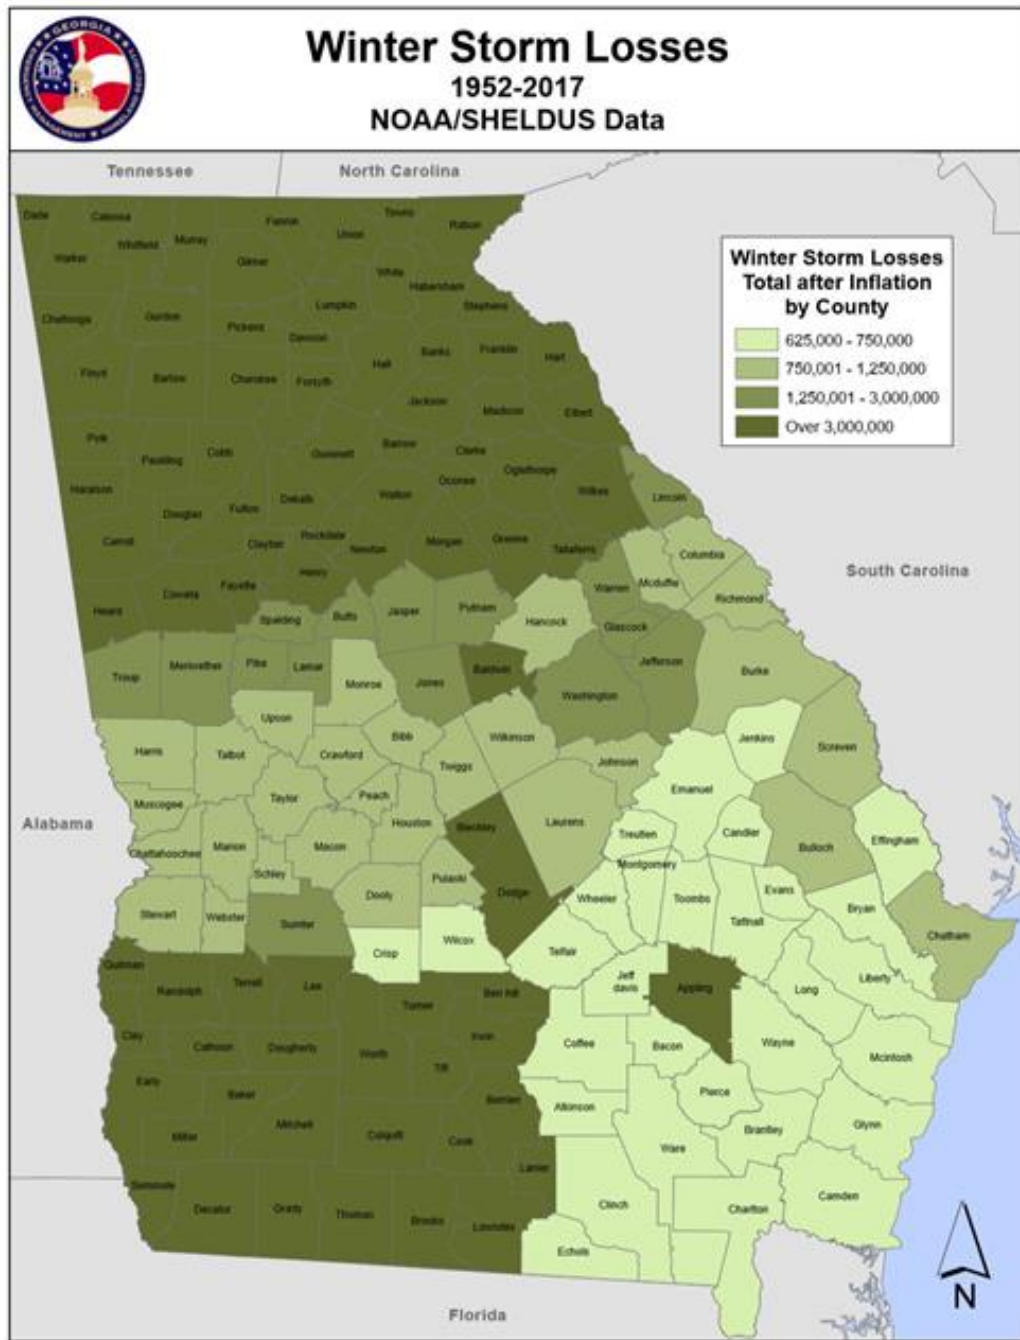 GEORGIA
Winter Storm Losses
1952-2017
NOAA/SHELDUS Data
Tennessee
North Carolina
Dade
Catoosa
Fannin
Towns
Rabun
Union
Walker
Whitfield
Murray
Gilmer
White
Habersham
Lumpkin
Stephens
Chattooga
Gordon
Pickens
Dawson
Winter Storm Losses
Total after Inflation
by County
625,000 - 750,000
750,001 - 1,250,000
1,250,001 - 3,000,000
Over 3,000,000
Floyd
Bartow
Cherokee
Forsyth
Hall
Banks
Franklin
Hart
Jackson
Madison
Elbert
Polk
Paulding
Cobb
Gwinnett
Barrow
Clarke
Oconee
Oglethorpe
Haralson
Douglas
Fulton
Dekalb
Walton
Wilkes
Lincoln
Carroll
Clayton
Rockdale
Newton
Morgan
Greene
Taliaferro
Columbia
South Carolina
Heard
Coweta
Fayette
Henry
Mcduffie
Warren
Richmond
Spalding
Butts
Jasper
Putnam
Hancock
Glascock
Troup
Meriwether
Pike
Lamar
Monroe
Jones
Baldwin
Washington
Jefferson
Burke
Upson
Harris
Talbot
Crawford
Bibb
Twiggs
Wilkinson
Johnson
Jenkins
Screven
Muscogee
Taylor
Peach
Houston
Bleckley
Laurens
Emanuel
Alabama
Chattahoochee
Marion
Macon
Schley
Treutlen
Candler
Bulloch
Effingham
Montgomery
Stewart
Webster
Sumter
Dooly
Pulaski
Dodge
Wheeler
Toombs
Evans
Tattnall
Bryan
Chatham
Crisp
Wilcox
Telfair
Jeff
davis
Appling
Long
Liberty
Quitman
Randolph
Terrell
Lee
Turner
Ben hill
Clay
Calhoun
Dougherty
Worth
Tift
Irwin
Coffee
Bacon
Wayne
Mcintosh
Early
Baker
Mitchell
Berrien
Atkinson
Pierce
Miller
Colquitt
Cook
Lanier
Ware
Brantley
Glynn
Seminole
Decatur
Grady
Thomas
Brooks
Lowndes
Clinch
Charlton
Camden
Echols
Florida
N